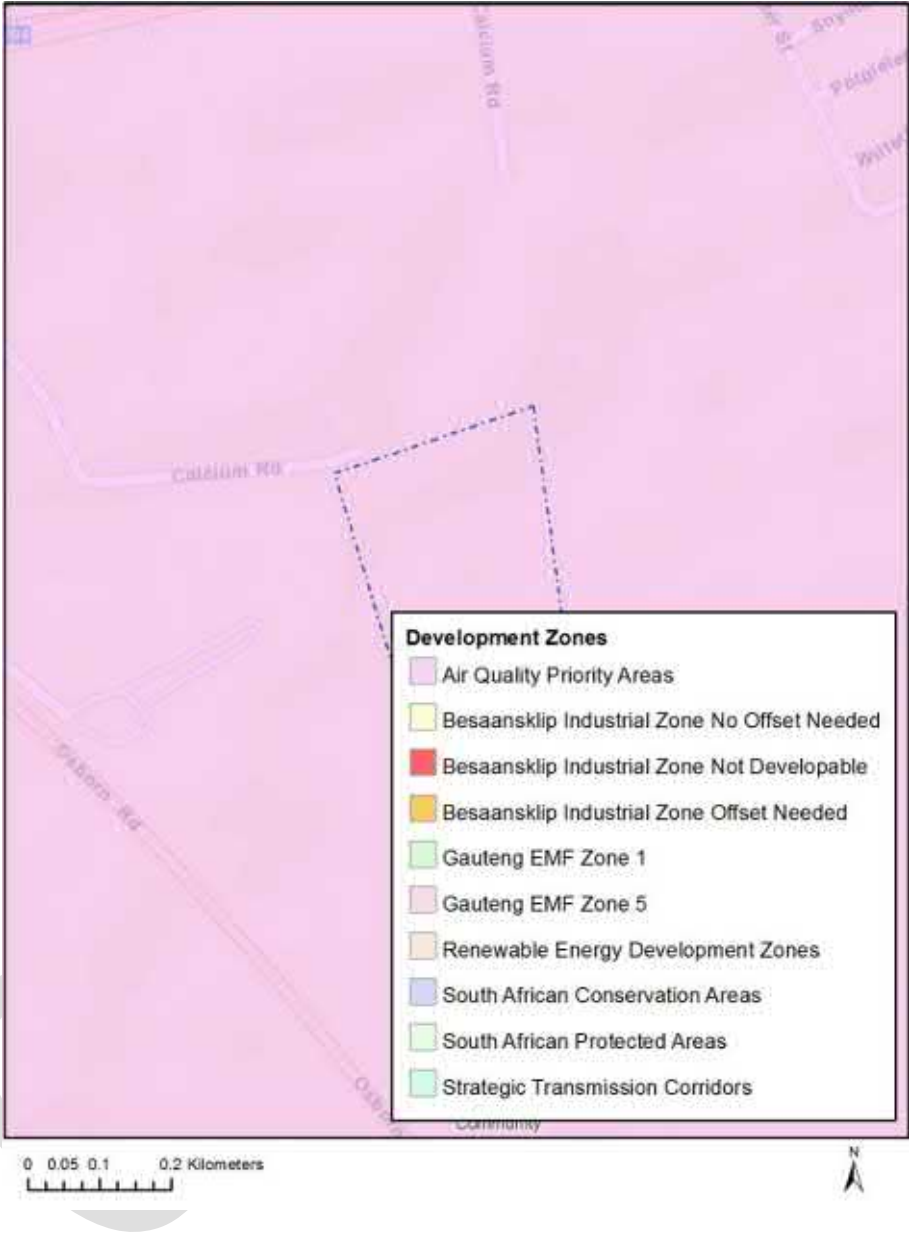 Calcium Rd
Calcium Rd
Osborn Rd
Development Zones
Air Quality Priority Areas
Besaansklip Industrial Zone No Offset Needed
Besaansklip Industrial Zone Not Developable
Besaansklip Industrial Zone Offset Needed
Gauteng EMF Zone 1
Gauteng EMF Zone 5
Renewable Energy Development Zones
South African Conservation Areas
South African Protected Areas
Strategic Transmission Corridors
Community
0 0.05 0.1 0.2 Kilometers
N